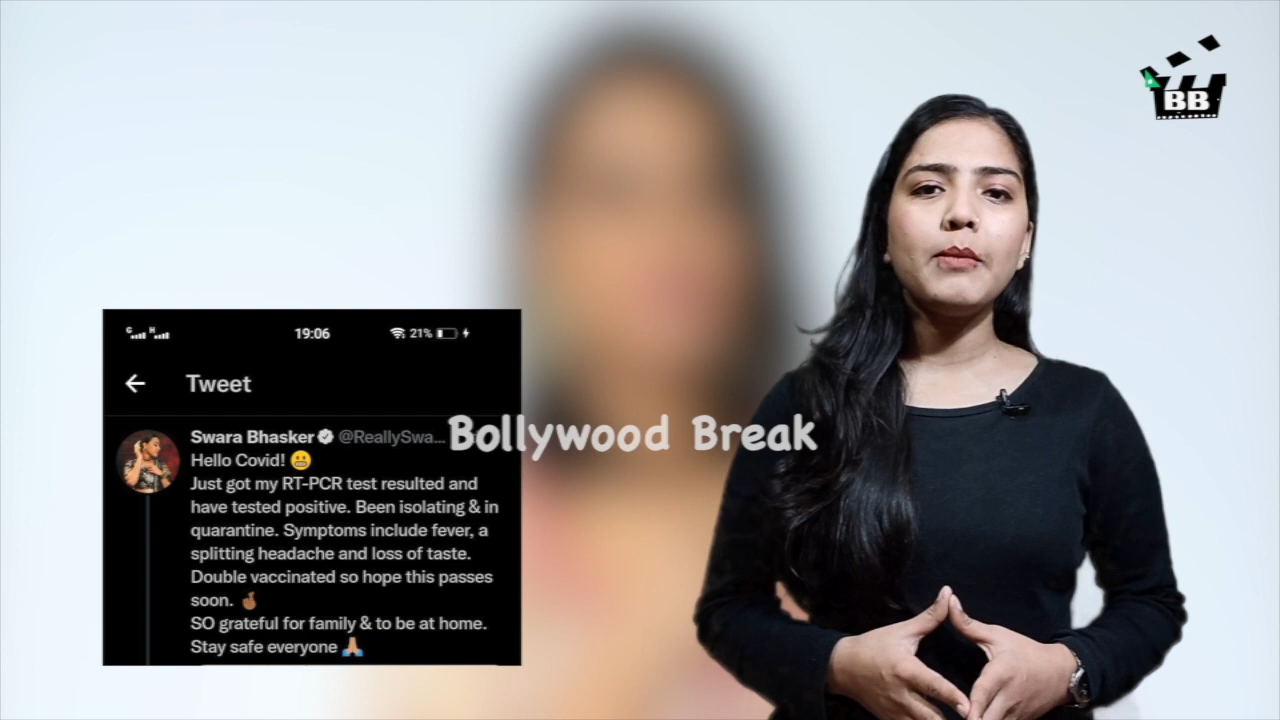 BB
19:06
21%
Tweet
Swara Bhasker @ReallySwa...
Hello Covid! 😬
Just got my RT-PCR test resulted and
have tested positive. Been isolating & in
quarantine. Symptoms include fever, a
splitting headache and loss of taste.
Double vaccinated so hope this passes
soon. 🤞🏾
SO grateful for family & to be at home.
Stay safe everyone 🙏🏽
Bollywood Break